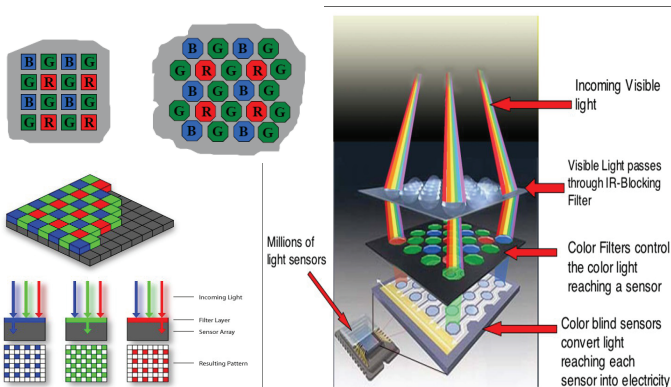 B G B G
G R G R
B G B G
G R G R
B G B G
G R G R G
B G B G
G R G R G
B G B G
Incoming Light
Filter Layer
Sensor Array
Resulting Pattern
Millions of
light sensors
Incoming Visible
light
Visible Light passes
through IR-Blocking
Filter
Color Filters control
the color light
reaching a sensor
Color blind sensors
convert light
reaching each
sensor into electricity